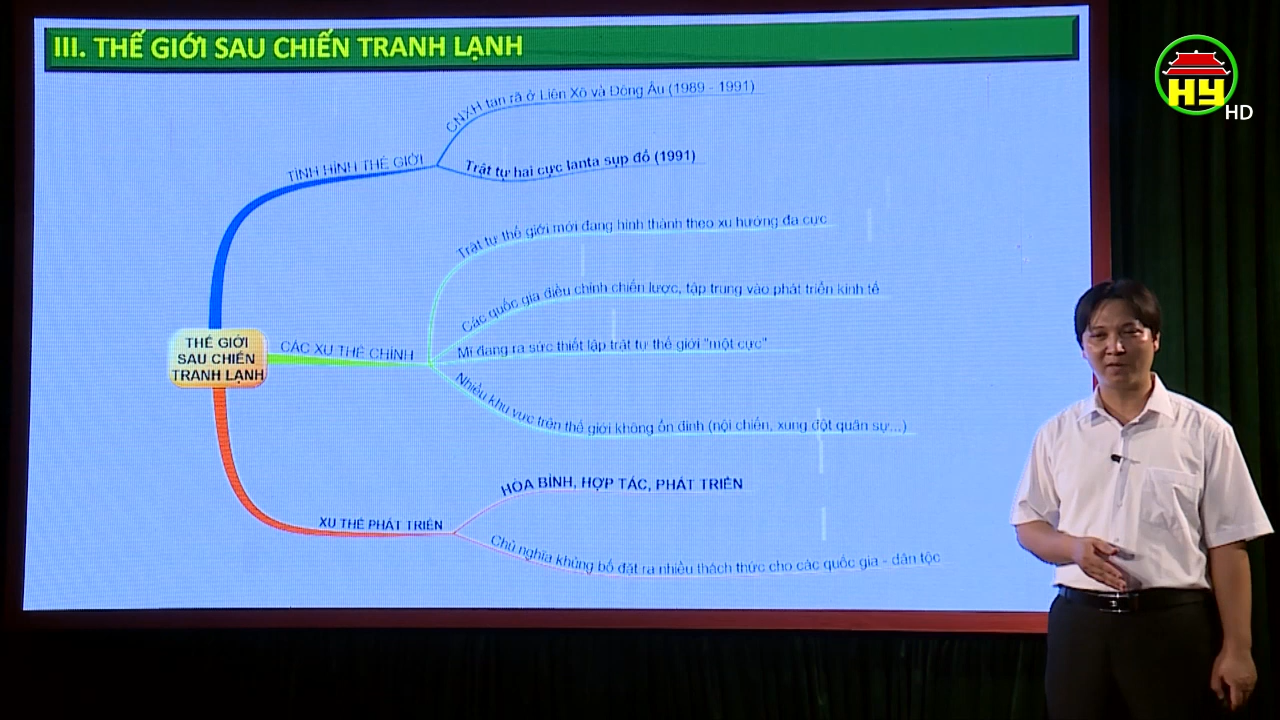 III. THẾ GIỚI SAU CHIẾN TRANH LẠNH
HY
HD
CNXH tan rã ở Liên Xô và Đông Âu (1989 - 1991)
TÌNH HÌNH THẾ GIỚI
Trật tự hai cực Ianta sụp đổ (1991)
Trật tự thế giới mới đang hình thành theo xu hướng đa cực
Các quốc gia điều chỉnh chiến lược, tập trung vào phát triển kinh tế
THẾ GIỚI
SAU CHIẾN
TRANH LẠNH
CÁC XU THẾ CHÍNH
Mĩ đang ra sức thiết lập trật tự thế giới "một cực"
Nhiều khu vực trên thế giới không ổn định (nội chiến, xung đột quân sự...)
HÒA BÌNH, HỢP TÁC, PHÁT TRIỂN
XU THẾ PHÁT TRIỂN
Chủ nghĩa khủng bố đặt ra nhiều thách thức cho các quốc gia - dân tộc